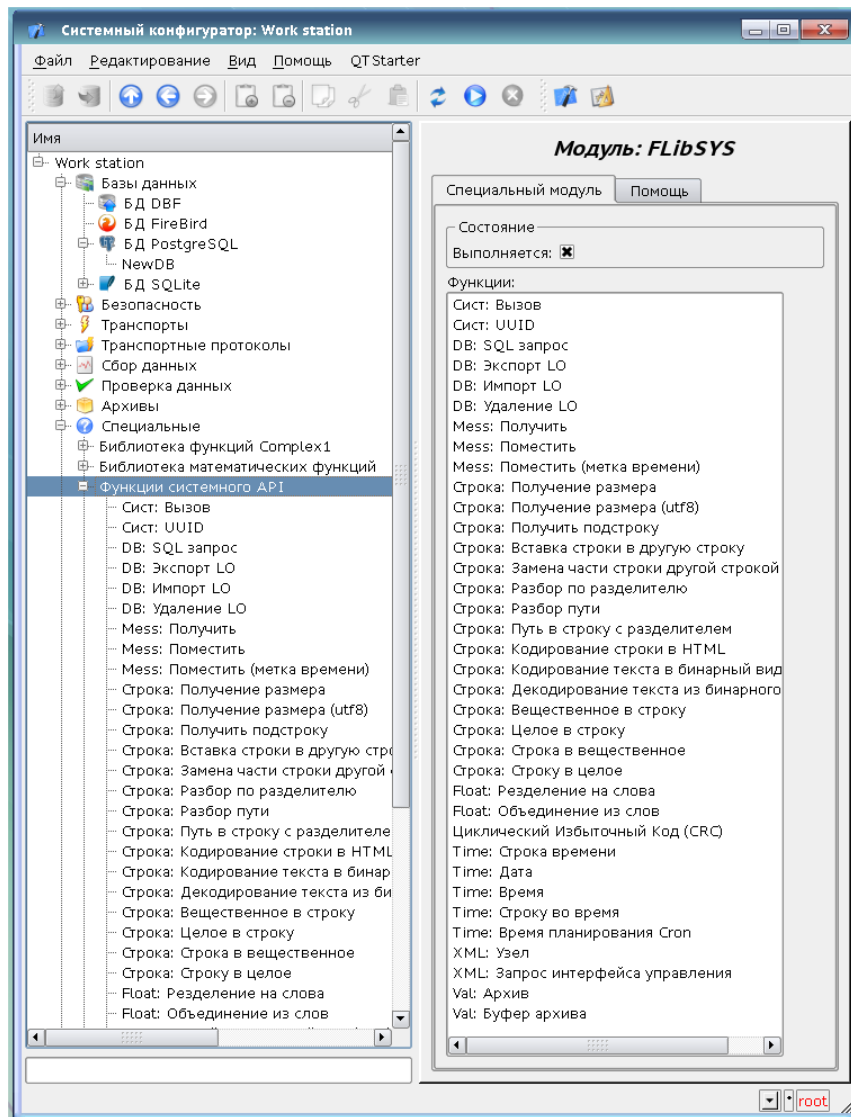 Системный конфигуратор: Work station
Файл Редактирование Вид Помощь QTStarter
Имя
Work station
Базы данных
БД DBF
БД FireBird
БД PostgreSQL
NewDB
БД SQLite
Безопасность
Транспорты
Транспортные протоколы
Сбор данных
Проверка данных
Архивы
Специальные
Библиотека функций Complex1
Библиотека математических функций
Функции системного API
Сист: Вызов
Сист: UUID
DB: SQL запрос
DB: Экспорт LO
DB: Импорт LO
DB: Удаление LO
Mess: Получить
Mess: Поместить
Mess: Поместить (метка времени)
Строка: Получение размера
Строка: Получение размера (utf8)
Строка: Получить подстроку
Строка: Вставка строки в другую стро
Строка: Замена части строки другой
Строка: Разбор по разделителю
Строка: Разбор пути
Строка: Путь в строку с разделителе
Строка: Кодирование строки в HTML
Строка: Кодирование текста в бинар
Строка: Декодирование текста из би
Строка: Вещественное в строку
Строка: Целое в строку
Строка: Строка в вещественное
Строка: Строку в целое
Float: Резделение на слова
Float: Объединение из слов
Модуль: FLibSYS
Специальный модуль Помощь
Состояние
Выполняется:
Функции:
Сист: Вызов
Сист: UUID
DB: SQL запрос
DB: Экспорт LO
DB: Импорт LO
DB: Удаление LO
Mess: Получить
Mess: Поместить
Mess: Поместить (метка времени)
Строка: Получение размера
Строка: Получение размера (utf8)
Строка: Получить подстроку
Строка: Вставка строки в другую строку
Строка: Замена части строки другой строкой
Строка: Разбор по разделителю
Строка: Разбор пути
Строка: Путь в строку с разделителем
Строка: Кодирование строки в HTML
Строка: Кодирование текста в бинарный вид
Строка: Декодирование текста из бинарного
Строка: Вещественное в строку
Строка: Целое в строку
Строка: Строка в вещественное
Строка: Строку в целое
Float: Резделение на слова
Float: Объединение из слов
Циклический Избыточный Код (CRC)
Time: Строка времени
Time: Дата
Time: Время
Time: Строку во время
Time: Время планирования Cron
XML: Узел
XML: Запрос интерфейса управления
Val: Архив
Val: Буфер архива
* root